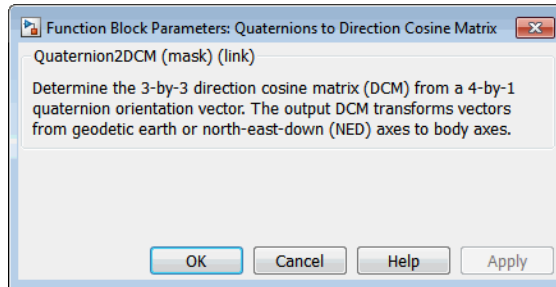 Function Block Parameters: Quaternions to Direction Cosine Matrix
Quaternion2DCM (mask) (link)
Determine the 3-by-3 direction cosine matrix (DCM) from a 4-by-1
quaternion orientation vector. The output DCM transforms vectors
from geodetic earth or north-east-down (NED) axes to body axes.
OK Cancel Help Apply